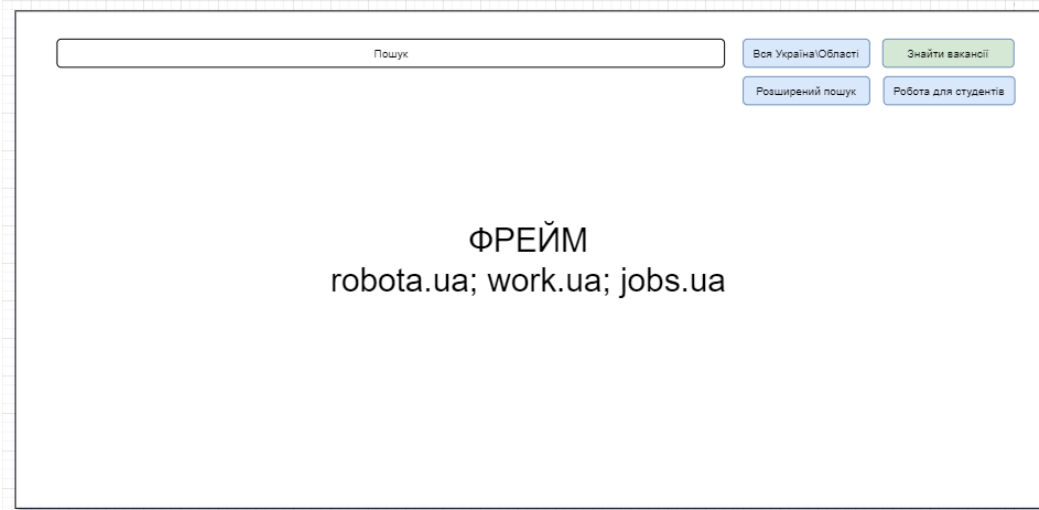 Пошук
Вся Україна\Області
Знайти вакансії
Розширений пошук
Робота для студентів
ФРЕЙМ
robota.ua; work.ua; jobs.ua